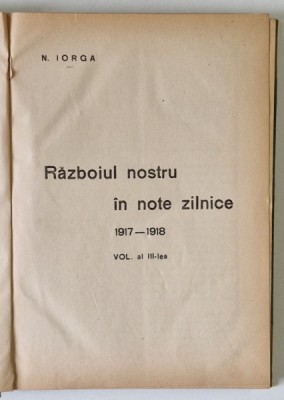 N. IORGA
Războiul nostru
în note zilnice
1917—1918
VOL. al III-lea